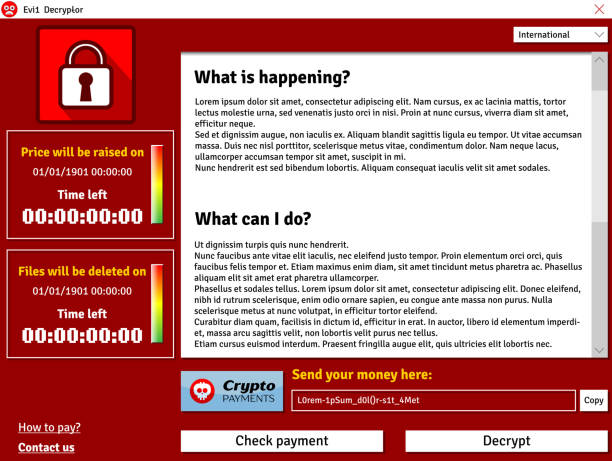 Evi1 Decryptor
International
What is happening?
Lorem ipsum dolor sit amet, consectetur adipiscing elit. Nam cursus, ex ac lacinia mattis, tortor
lectus molestie urna, sed venenatis justo orci in nisi. Proin at nunc cursus, viverra diam sit amet,
efficitur neque.
Sed et dignissim augue, non iaculis ex. Aliquam blandit sagittis ligula eu tempor. Ut vitae accumsan
massa. Duis nec nisl porttitor, scelerisque metus vitae, condimentum dolor. Nam neque lacus,
ullamcorper accumsan tempor sit amet, suscipit in mi.
Nunc hendrerit est sed bibendum lobortis. Aliquam consequat iaculis velit sit amet sodales.
What can I do?
Ut dignissim turpis quis nunc hendrerit.
Nunc faucibus ante vitae elit iaculis, nec eleifend justo tempor. Proin elementum orci orci, quis
faucibus felis tempor et. Etiam maximus enim diam, sit amet tincidunt metus pharetra ac. Phasellus
aliquam elit sit amet erat pharetra ullamcorper.
Phasellus et sodales tellus. Lorem ipsum dolor sit amet, consectetur adipiscing elit. Donec eleifend,
nibh id rutrum scelerisque, enim odio ornare sapien, eu congue ante massa non purus. Nulla
scelerisque metus at nunc volutpat, in efficitur tortor eleifend.
Curabitur diam quam, facilisis in dictum id, efficitur in erat. In auctor, libero id elementum imperdi-
et, massa arcu sagittis velit, non lobortis velit purus nec tellus.
Etiam cursus euismod interdum. Praesent fringilla augue elit, quis ultricies elit lobortis nec.
Price will be raised on
01/01/1901 00:00:00
Time left
00:00:00:00
Files will be deleted on
01/01/1901 00:00:00
Time left
00:00:00:00
Crypto
PAYMENTS
Send your money here:
L0rem-1pSum_d0l()r-s1t_4Met
Copy
How to pay?
Contact us
Check payment
Decrypt